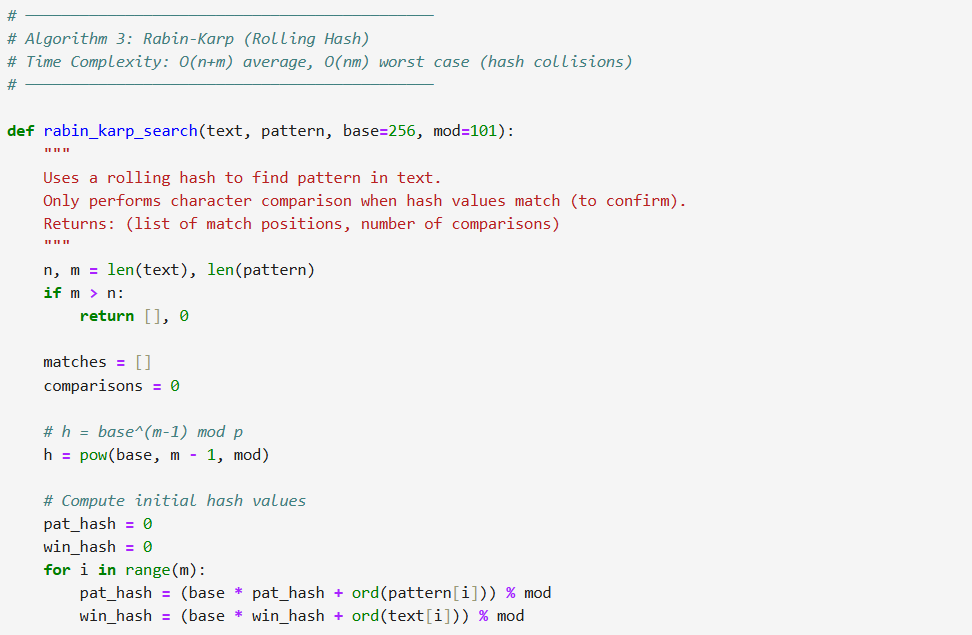 # ─────────────────────────────────────────────
# Algorithm 3: Rabin-Karp (Rolling Hash)
# Time Complexity: O(n+m) average, O(nm) worst case (hash collisions)
# ─────────────────────────────────────────────

def rabin_karp_search(text, pattern, base=256, mod=101):
    """
    Uses a rolling hash to find pattern in text.
    Only performs character comparison when hash values match (to confirm).
    Returns: (list of match positions, number of comparisons)
    """
    n, m = len(text), len(pattern)
    if m > n:
        return [], 0

    matches = []
    comparisons = 0

    # h = base^(m-1) mod p
    h = pow(base, m - 1, mod)

    # Compute initial hash values
    pat_hash = 0
    win_hash = 0
    for i in range(m):
        pat_hash = (base * pat_hash + ord(pattern[i])) % mod
        win_hash = (base * win_hash + ord(text[i])) % mod